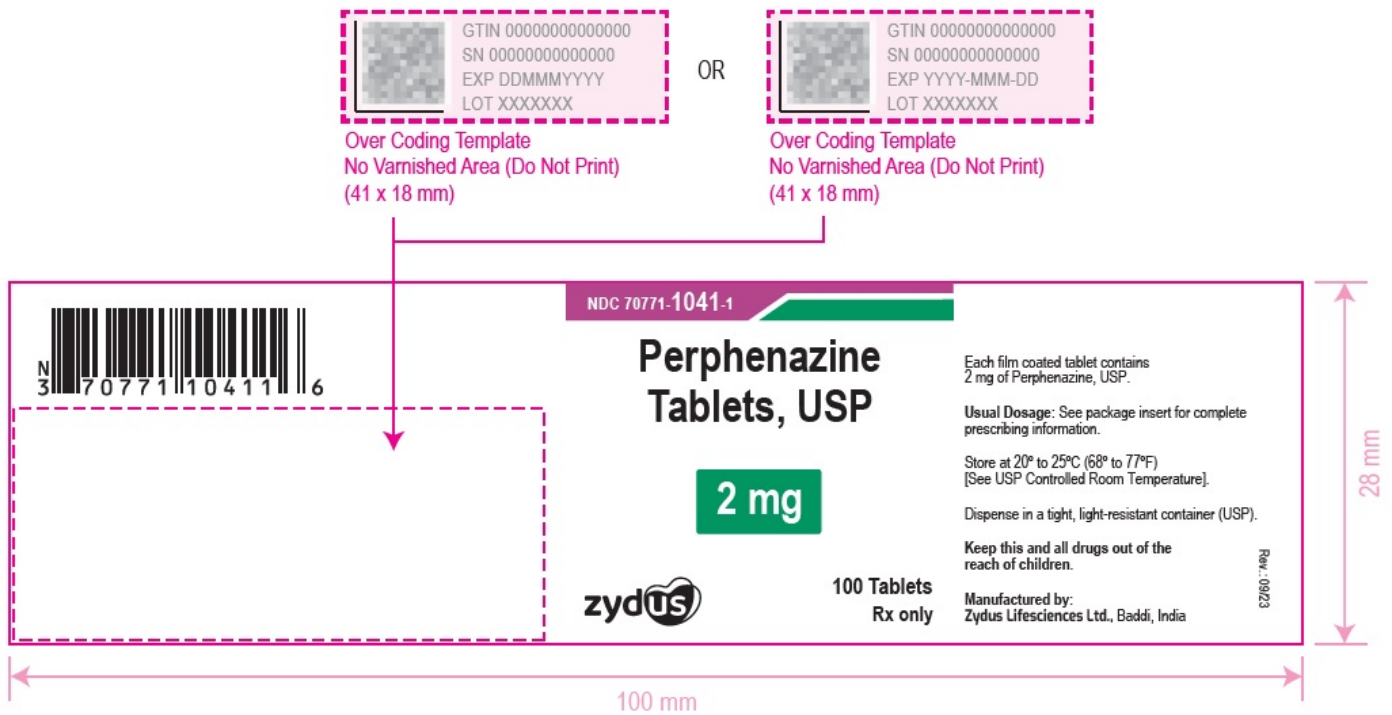 GTIN 00000000000000
SN 00000000000000
EXP DDMMMYYYY
LOT XXXXXXX
OR
GTIN 00000000000000
SN 00000000000000
EXP YYYY-MMM-DD
LOT XXXXXXX
Over Coding Template
No Varnished Area (Do Not Print)
(41 x 18 mm)
Over Coding Template
No Varnished Area (Do Not Print)
(41 x 18 mm)
N
3 70771 10411 6
NDC 70771-1041-1
Perphenazine
Tablets, USP
2 mg
zydus
100 Tablets
Rx only
Each film coated tablet contains
2 mg of Perphenazine, USP.
Usual Dosage: See package insert for complete
prescribing information.
Store at 20º to 25ºC (68º to 77ºF)
[See USP Controlled Room Temperature].
Dispense in a tight, light-resistant container (USP).
Keep this and all drugs out of the
reach of children.
Manufactured by:
Zydus Lifesciences Ltd., Baddi, India
Rev.: 09/23
28 mm
100 mm